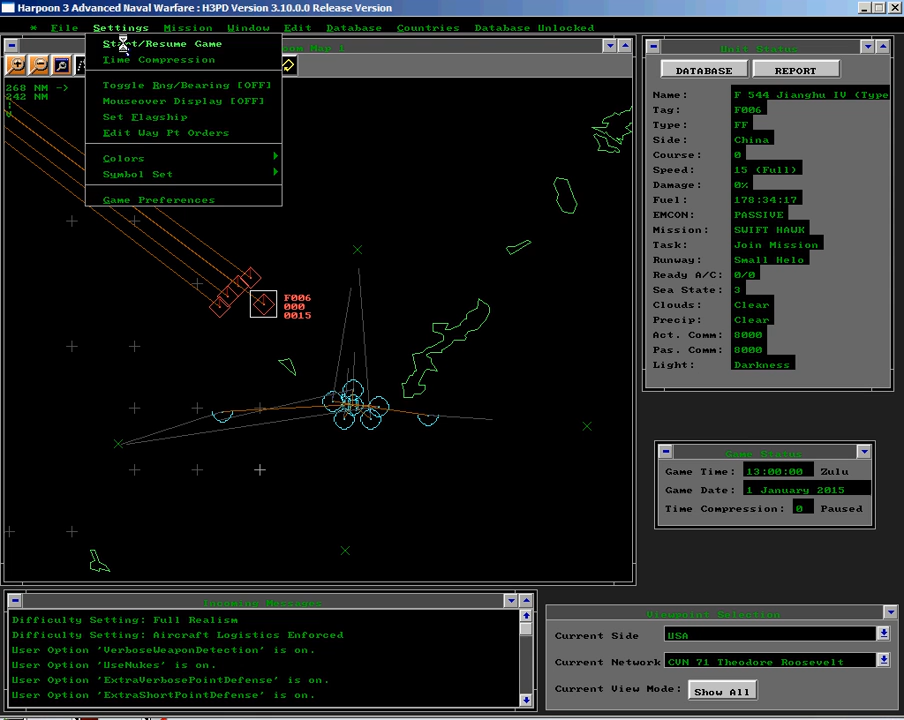 Harpoon 3 Advanced Naval Warfare : H3PD Version 3.10.0.0 Release Version
* File Settings Mission Window Edit Database Countries Database Unlocked
Start/Resume Game
Time Compression
Toggle Rng/Bearing [OFF]
Mouseover Display [OFF]
Set Flagship
Edit Way Pt Orders
Colors
Symbol Set
Game Preferences
Map 1
268 NM ->
242 NM
F006
000
0015
Unit Status
DATABASE REPORT
Name: F 544 Jianghu IV (Type
Tag: F006
Type: FF
Side: China
Course: 0
Speed: 15 (Full)
Damage: 0%
Fuel: 178:34:17
EMCON: PASSIVE
Mission: SWIFT HAWK
Task: Join Mission
Runway: Small Helo
Ready A/C: 0/0
Sea State: 3
Clouds: Clear
Precip: Clear
Act. Comm: 8000
Pas. Comm: 8000
Light: Darkness
Game Status
Game Time: 13:00:00 Zulu
Game Date: 1 January 2015
Time Compression: 0 Paused
Incoming Messages
Difficulty Setting: Full Realism
Difficulty Setting: Aircraft Logistics Enforced
User Option 'VerboseWeaponDetection' is on.
User Option 'UseNukes' is on.
User Option 'ExtraVerbosePointDefense' is on.
User Option 'ExtraShortPointDefense' is on.
Viewpoint Selection
Current Side USA
Current Network CVN 71 Theodore Roosevelt
Current View Mode: Show All